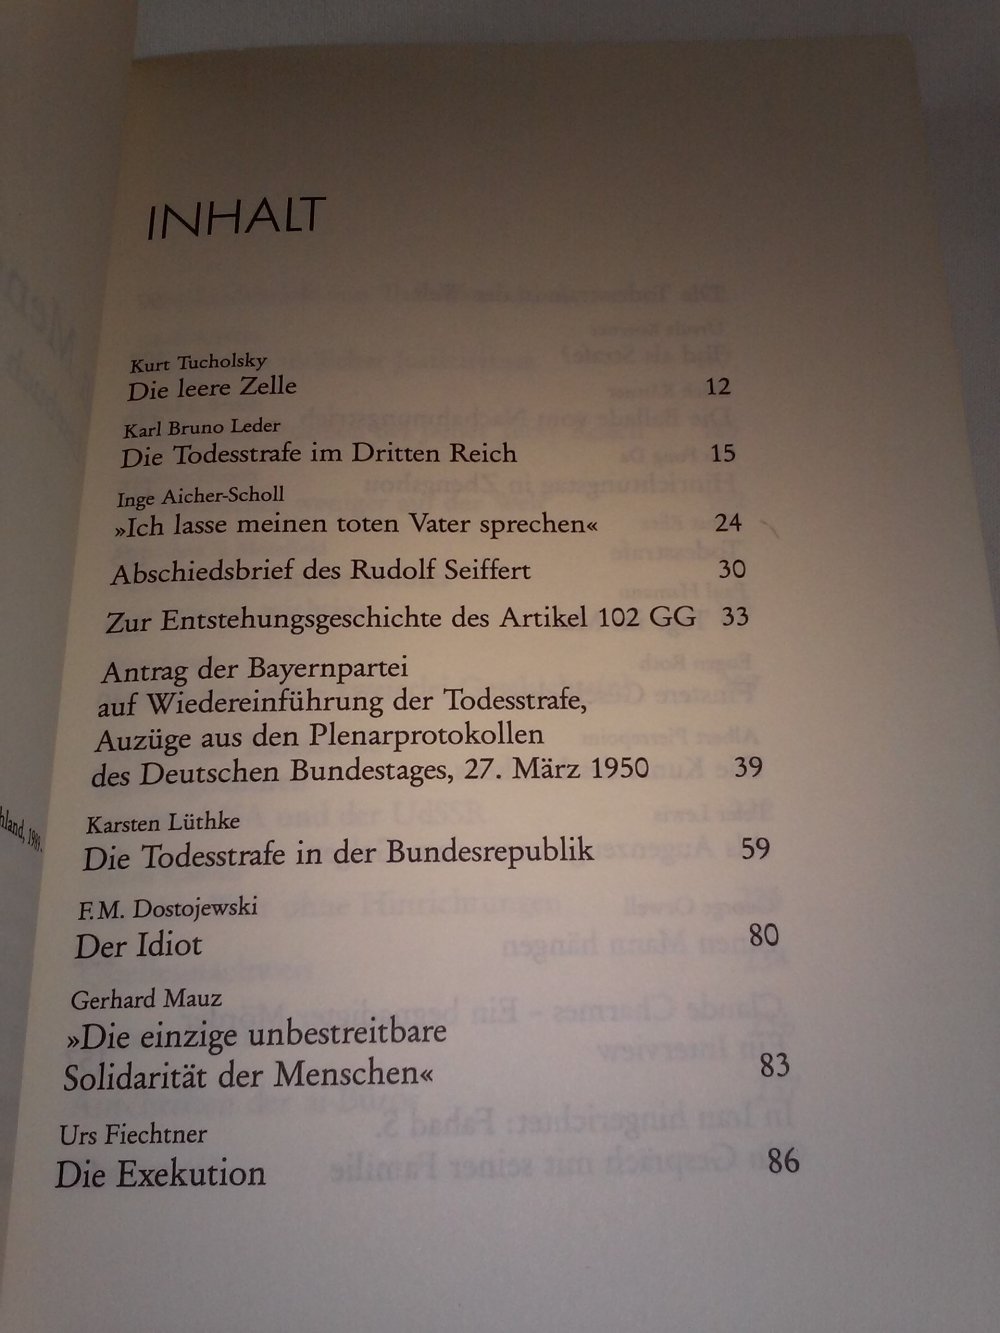 INHALT
Kurt Tucholsky
Die leere Zelle 12
Karl Bruno Leder
Die Todesstrafe im Dritten Reich 15
Inge Aicher-Scholl
»Ich lasse meinen toten Vater sprechen« 24
Abschiedsbrief des Rudolf Seiffert 30
Zur Entstehungsgeschichte des Artikel 102 GG 33
Antrag der Bayernpartei
auf Wiedereinführung der Todesstrafe,
Auzüge aus den Plenarprotokollen
des Deutschen Bundestages, 27. März 1950 39
Karsten Lüthke
Die Todesstrafe in der Bundesrepublik 59
F.M. Dostojewski
Der Idiot 80
Gerhard Mauz
»Die einzige unbestreitbare
Solidarität der Menschen« 83
Urs Fiechtner
Die Exekution 86